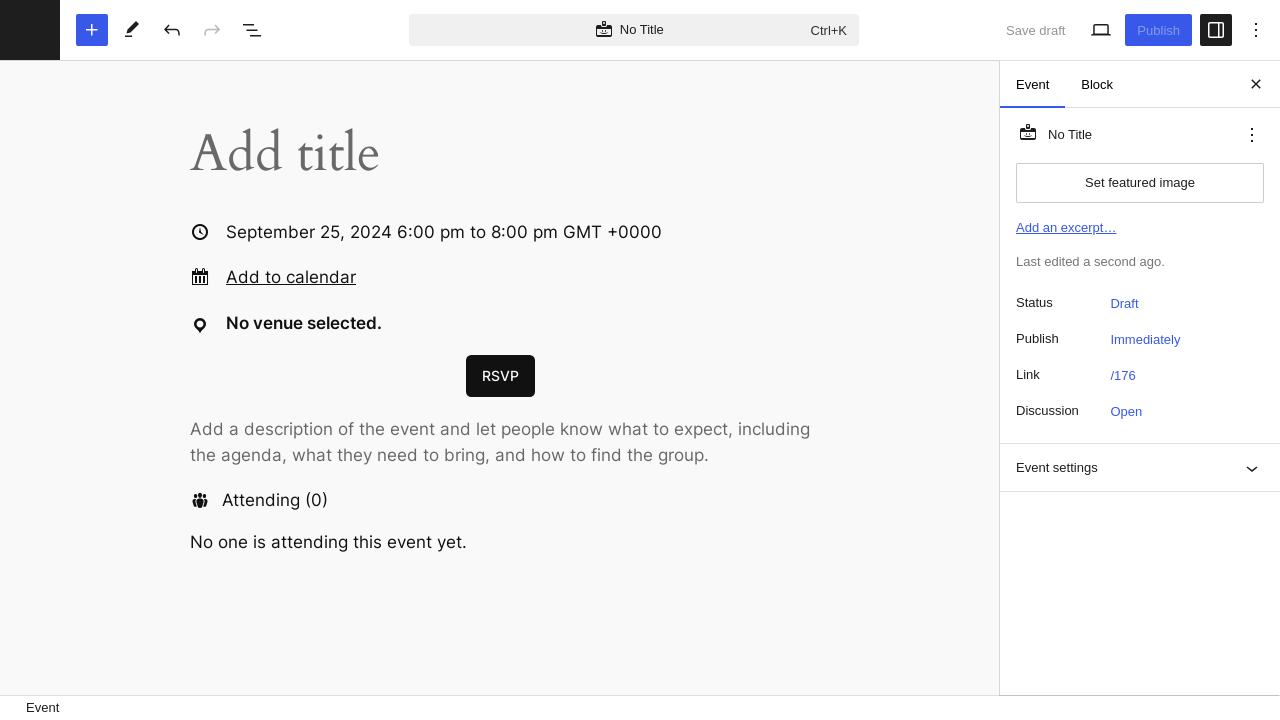 No Title
Ctrl+K
Save draft
Publish
Event
Block
Add title
September 25, 2024 6:00 pm to 8:00 pm GMT +0000
Add to calendar
No venue selected.
RSVP
Add a description of the event and let people know what to expect, including
the agenda, what they need to bring, and how to find the group.
Attending (0)
No one is attending this event yet.
No Title
Set featured image
Add an excerpt…
Last edited a second ago.
Status Draft
Publish Immediately
Link /176
Discussion Open
Event settings
Event